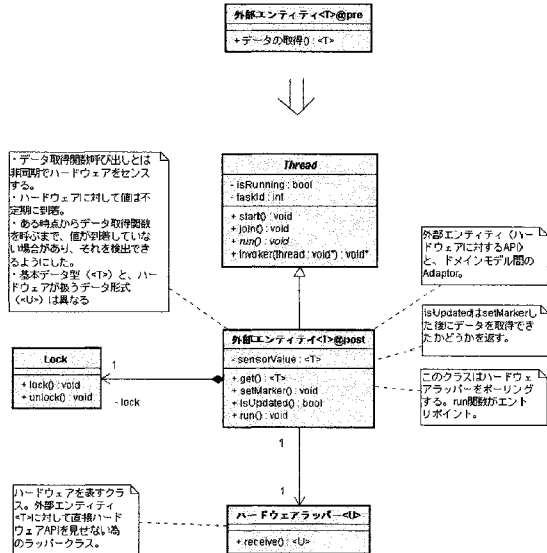 外部エンティティ<T>@pre
+ データの取得() : <T>
・データ取得関数呼び出しとは
非同期でハードウェアをセンス
する。
・ハードウェアに対して値は不
定期に到着。
・ある時点からデータ取得関数
を呼ぶまで、値が到着していな
い場合があり、それを検出でき
るようにした。
・基本データ型（<T>）と、ハー
ドウェアが扱うデータ形式
（<U>）は異なる
Thread
- isRunning : bool
- taskId : int
+ start() : void
+ join() : void
+ run() : void
+ invoker(thread : void*) : void*
外部エンティティ（ハー
ドウェアに対するAPI）
と、ドメインモデル間の
Adaptor。
isUpdatedはsetMarkerし
た後にデータを取得でき
たかどうかを返す。
このクラスはハードウェ
アラッパーをポーリング
する。run関数がエント
リポイント。
外部エンティティ<T>@post
- sensorValue : <T>
+ get() : <T>
+ setMarker() : void
+ isUpdated() : bool
+ run() : void
Lock
+ lock() : void
+ unlock() : void
1
- lock
1
1
ハードウェアを表すクラ
ス。外部エンティティ
<T>に対して直接ハード
ウェアAPIを見せない為
のラッパークラス。
ハードウェアラッパー<U>
+ receive() : <U>